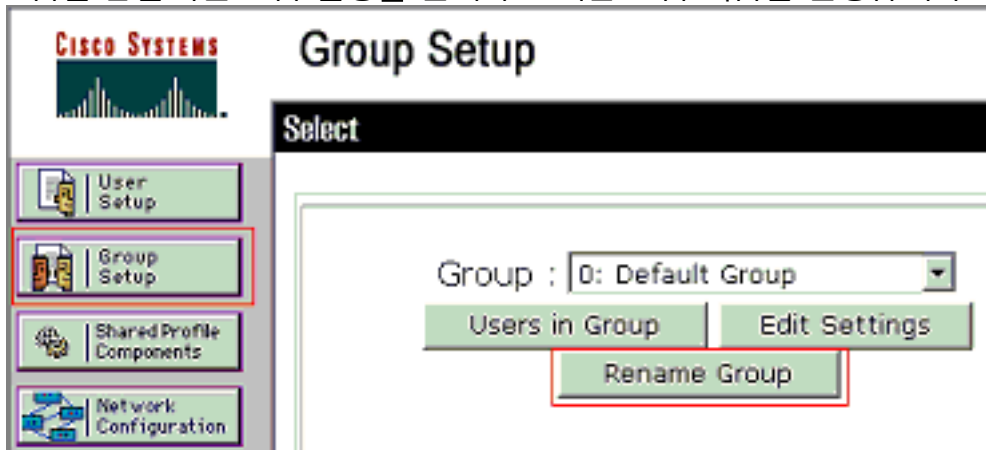 CISCO SYSTEMS
Group Setup
Select
User
Setup
Group
Setup
Shared Profile
Components
Network
Configuration
Group : 0: Default Group
Users in Group
Edit Settings
Rename Group